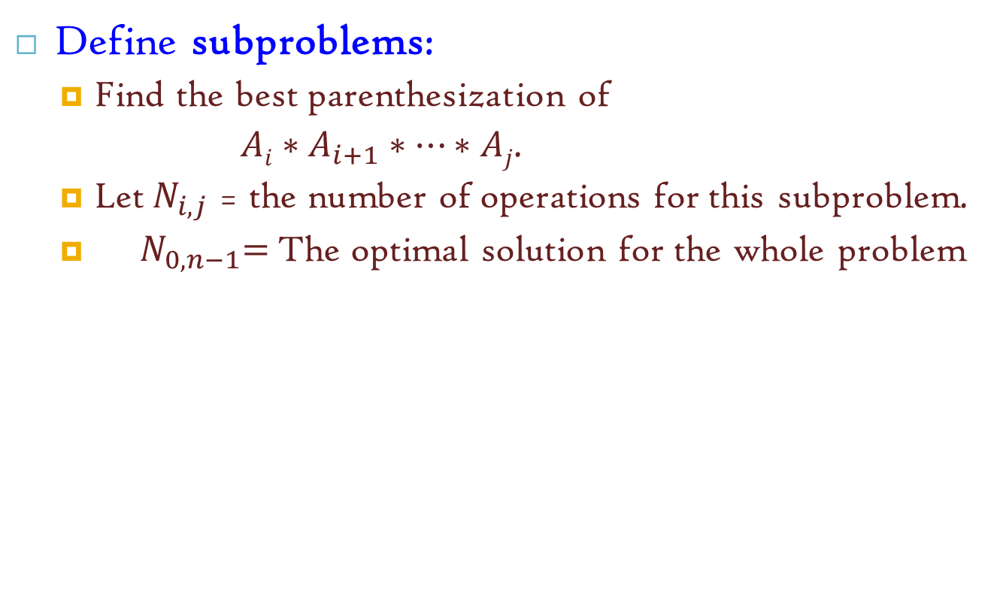 Define subproblems:
Find the best parenthesization of
A_i ∗ A_{i+1} ∗ ⋯ ∗ A_j.
Let N_{i,j} = the number of operations for this subproblem.
N_{0,n−1}= The optimal solution for the whole problem